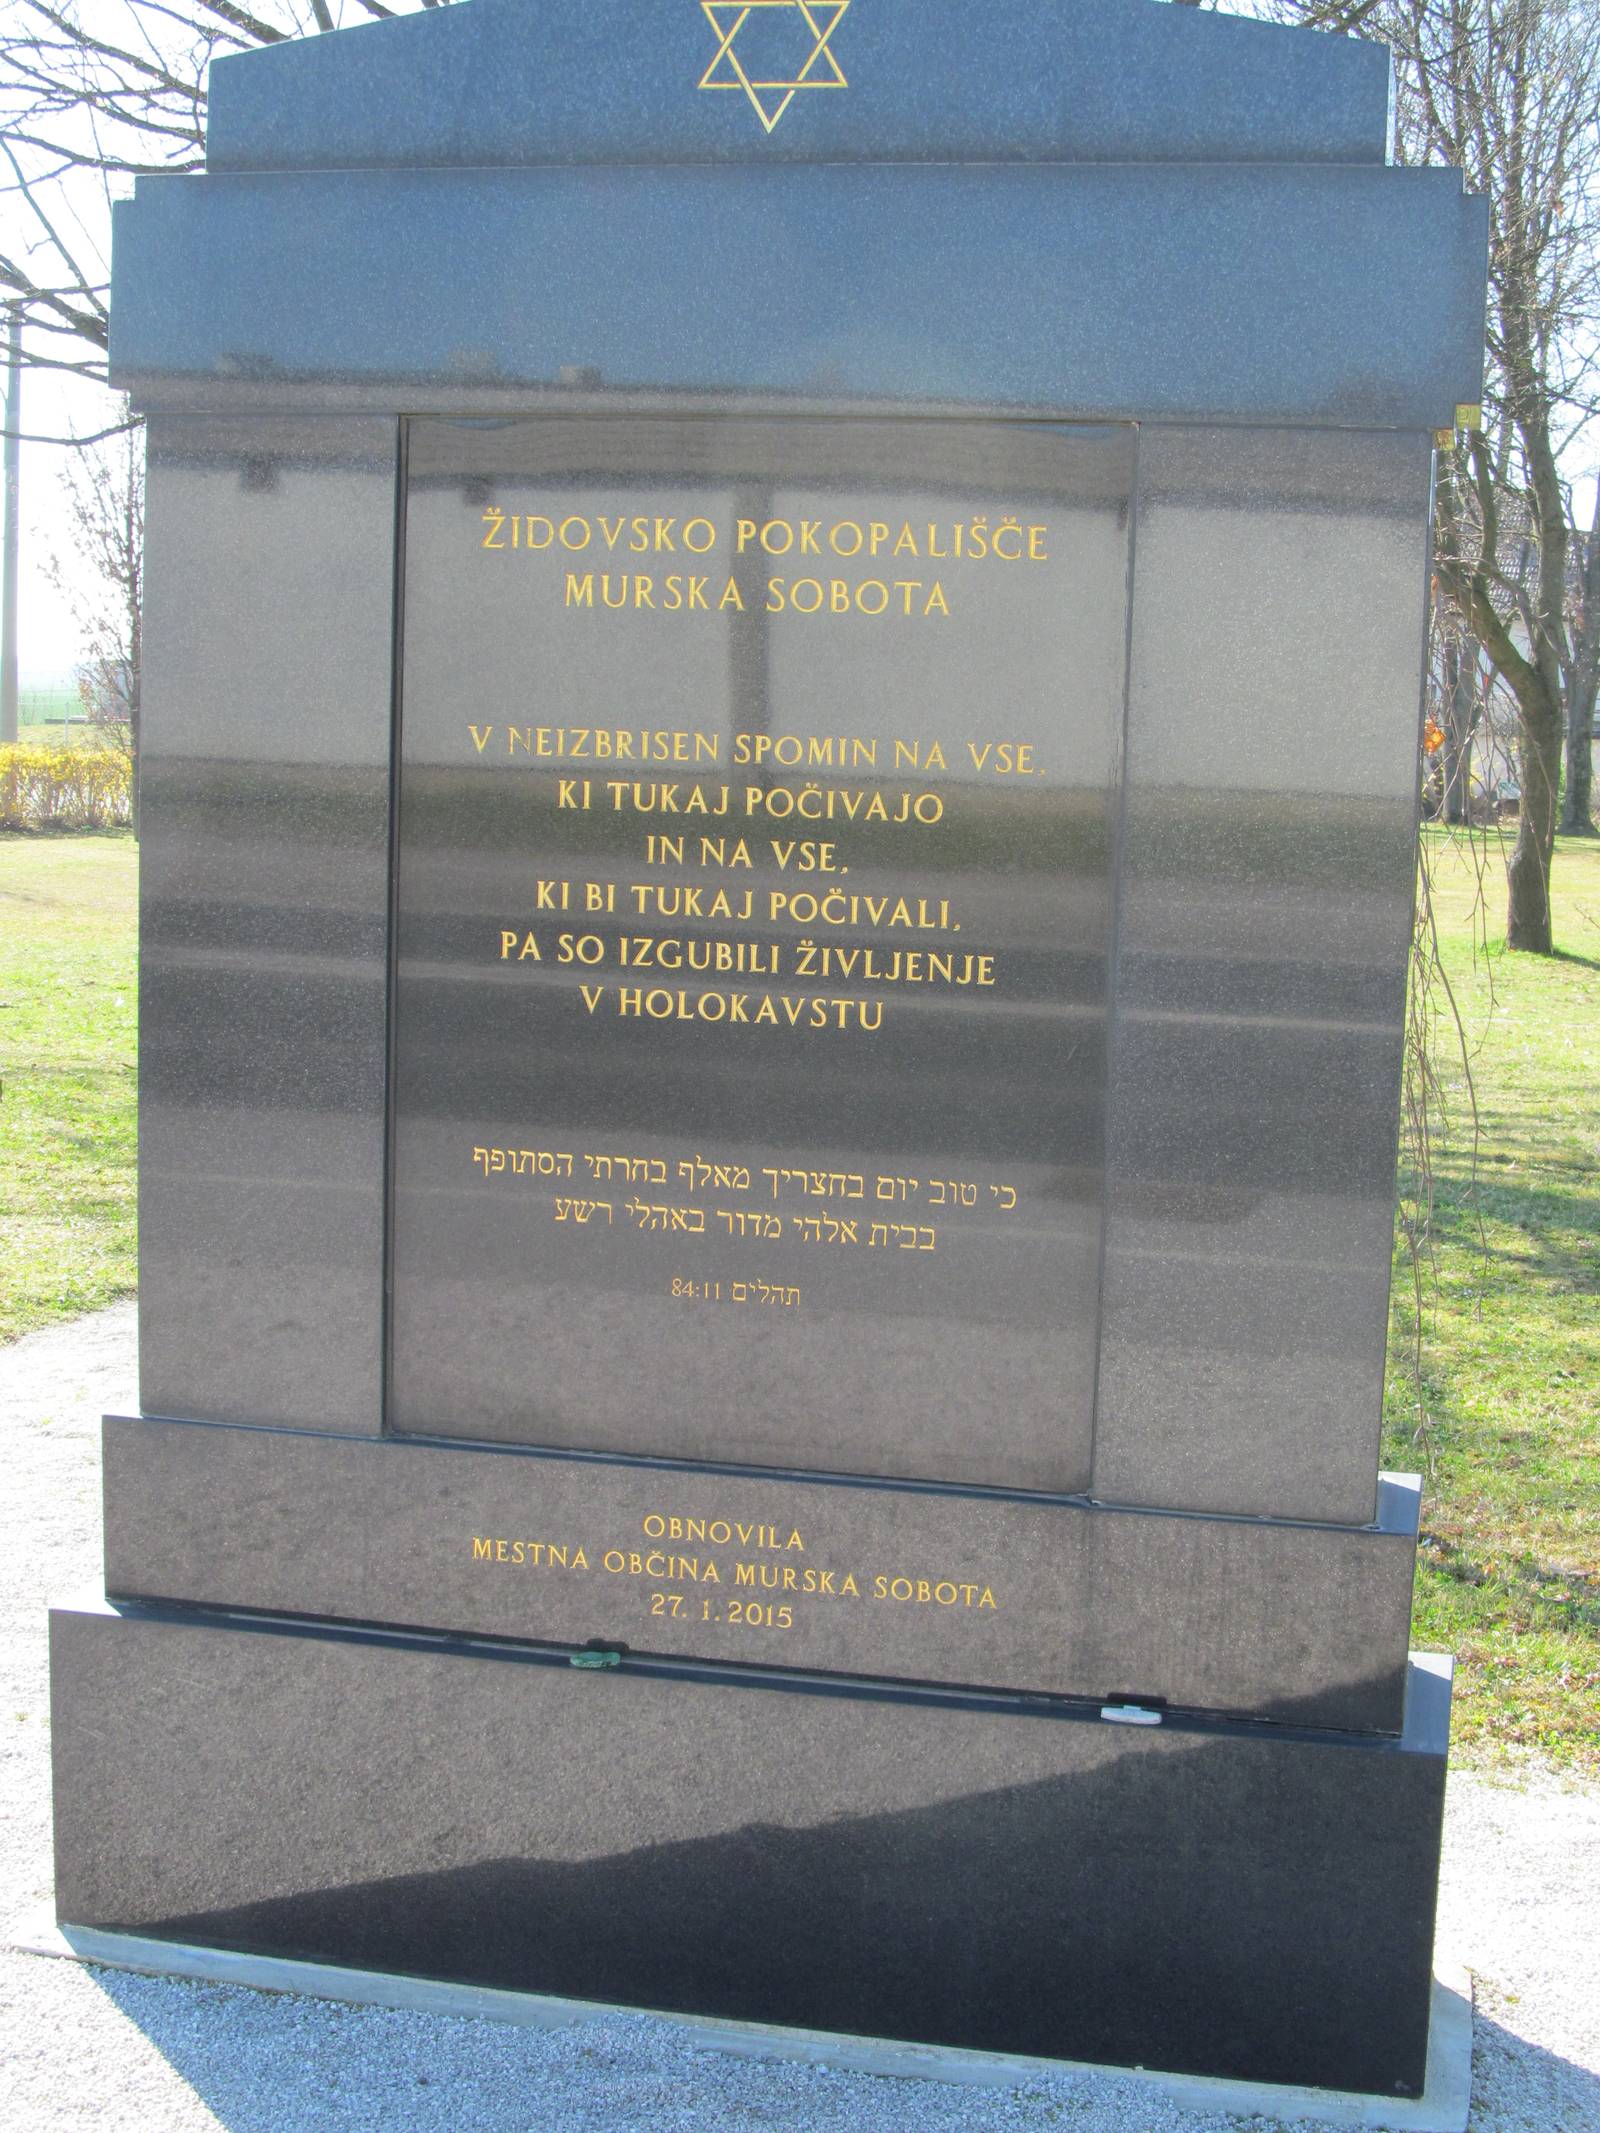 ŽIDOVSKO POKOPALIŠČE
MURSKA SOBOTA
V NEIZBRISEN SPOMIN NA VSE,
KI TUKAJ POČIVAJO
IN NA VSE,
KI BI TUKAJ POČIVALI,
PA SO IZGUBILI ŽIVLJENJE
V HOLOKAVSTU
כי טוב יום בחצריך מאלף בחרתי הסתופף
בבית אלהי מדור באהלי רשע
תהלים 84:11
OBNOVILA
MESTNA OBČINA MURSKA SOBOTA
27. 1. 2015